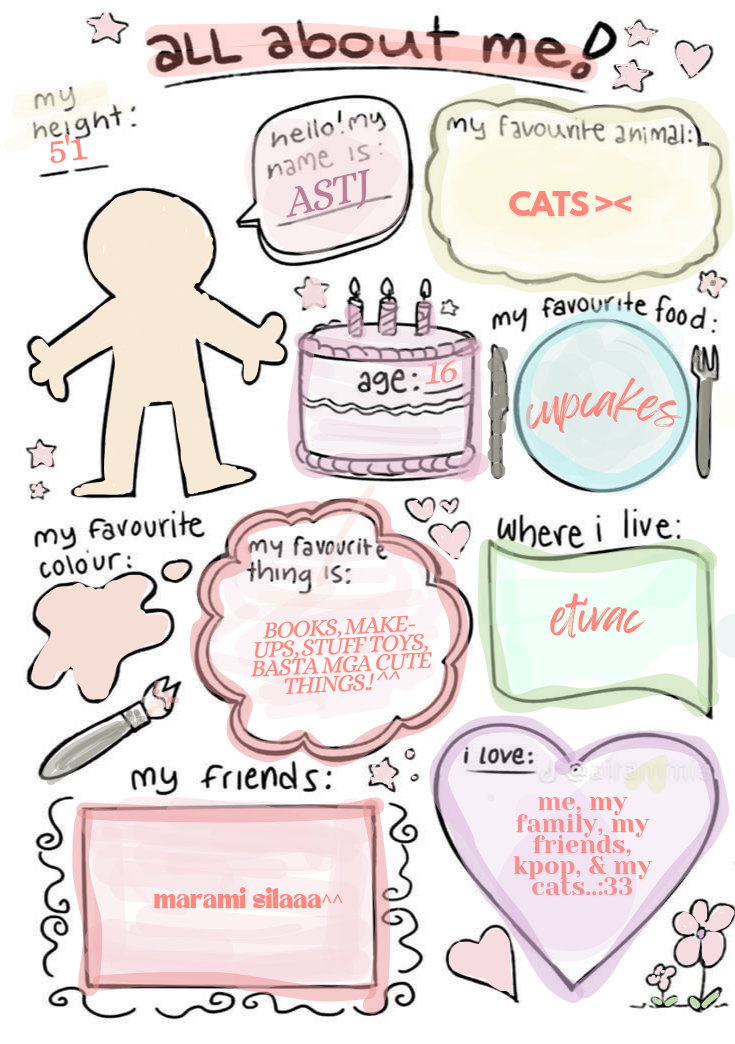 all about me!
my
height:
5'1
hello! my
name is:
ASTJ
my favourite animal:
CATS ><
my favourite food:
cupcakes
age: 16
my favourite
colour:
my favourite
thing is:
BOOKS, MAKE-
UPS, STUFF TOYS,
BASTA MGA CUTE
THINGS.! ^^
where i live:
etivac
my friends:
marami silaaa^^
i love:
me, my
family, my
friends,
kpop, & my
cats..:33